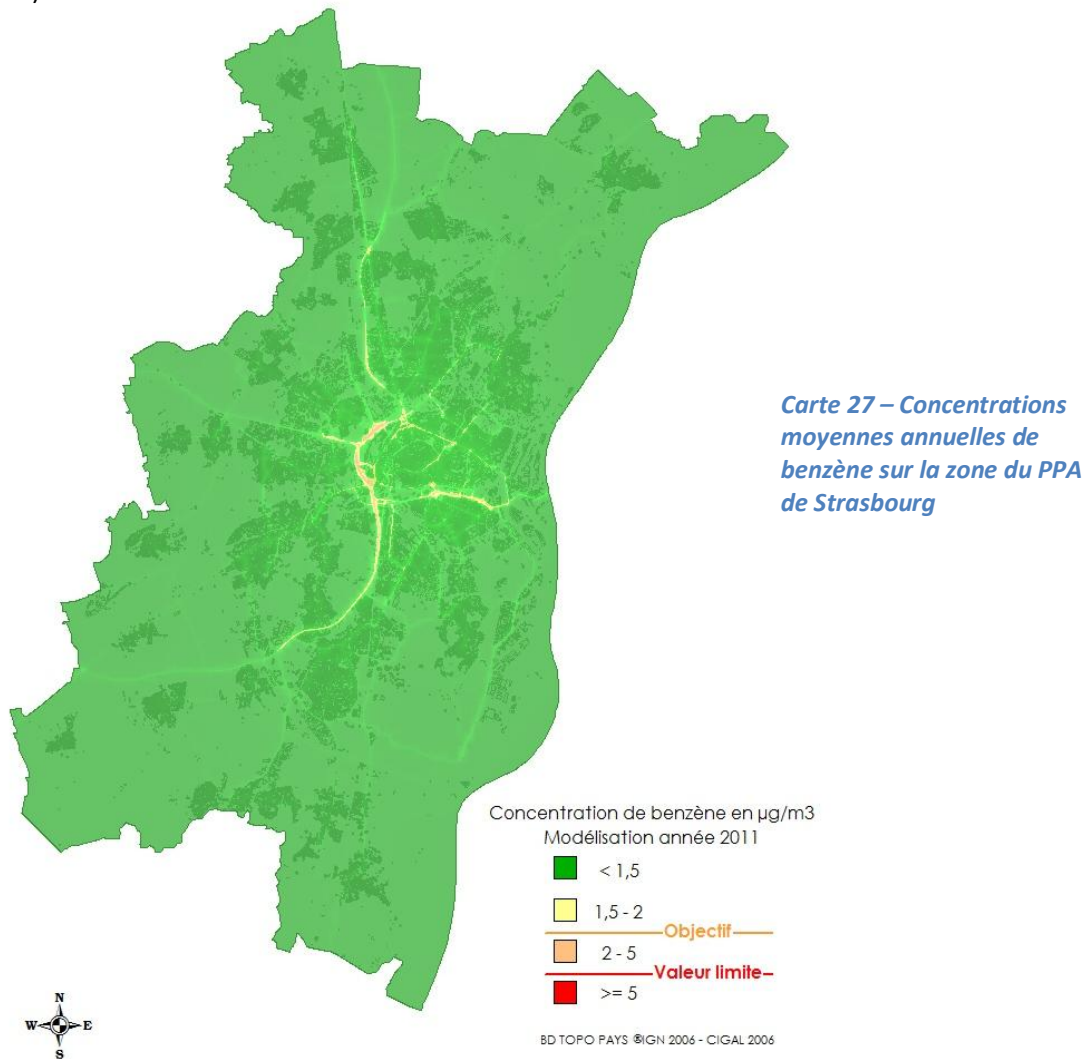 Carte 27 – Concentrations
moyennes annuelles de
benzène sur la zone du PPA
de Strasbourg
Concentration de benzène en µg/m3
Modélisation année 2011
< 1,5
1,5 - 2
Objectif
2 - 5
Valeur limite
>= 5
N
W E
S
BD TOPO PAYS ®IGN 2006 - CIGAL 2006